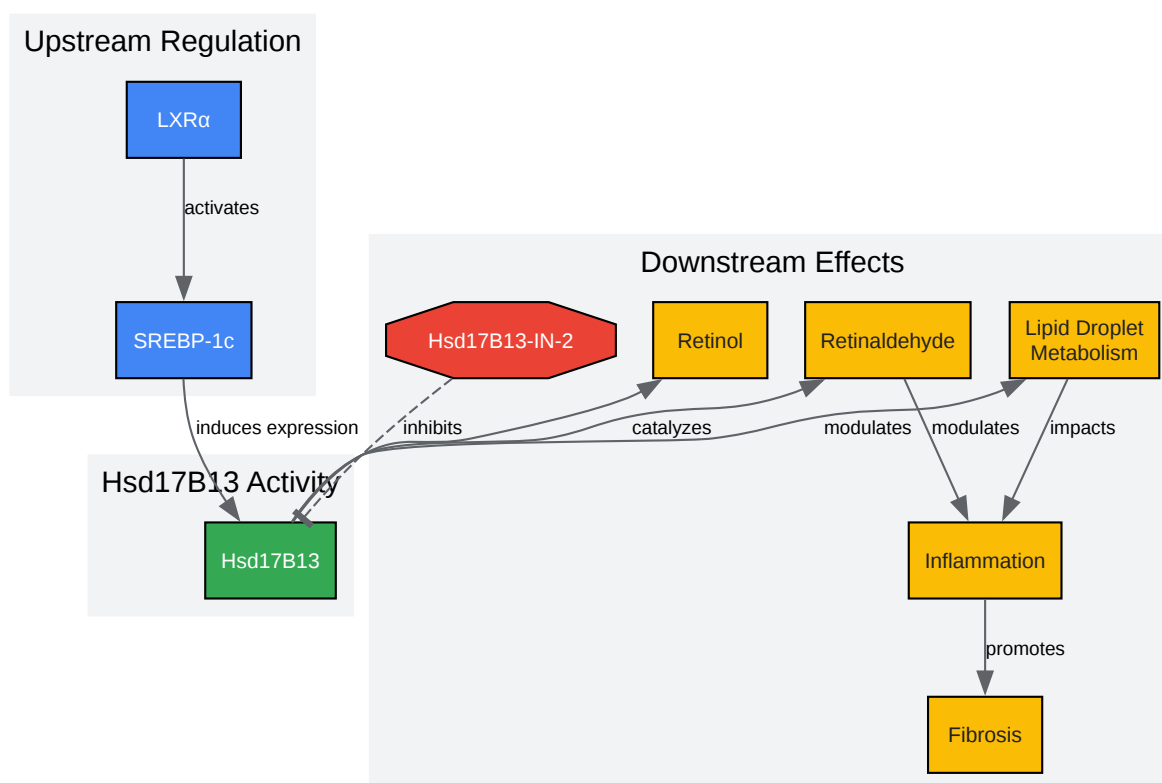 Upstream Regulation
LXRα
activates
Downstream Effects
SREBP-1c
Hsd17B13-IN-2
Retinol
Retinaldehyde
Lipid Droplet
Metabolism
induces expression
inhibits
catalyzes
modulates
modulates
impacts
Hsd17B13 Activity
Hsd17B13
Inflammation
promotes
Fibrosis